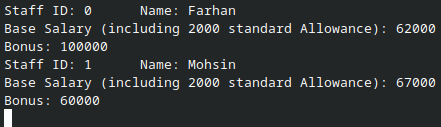 Staff ID: 0      Name: Farhan
Base Salary (including 2000 standard Allowance): 62000
Bonus: 100000
Staff ID: 1      Name: Mohsin
Base Salary (including 2000 standard Allowance): 67000
Bonus: 60000